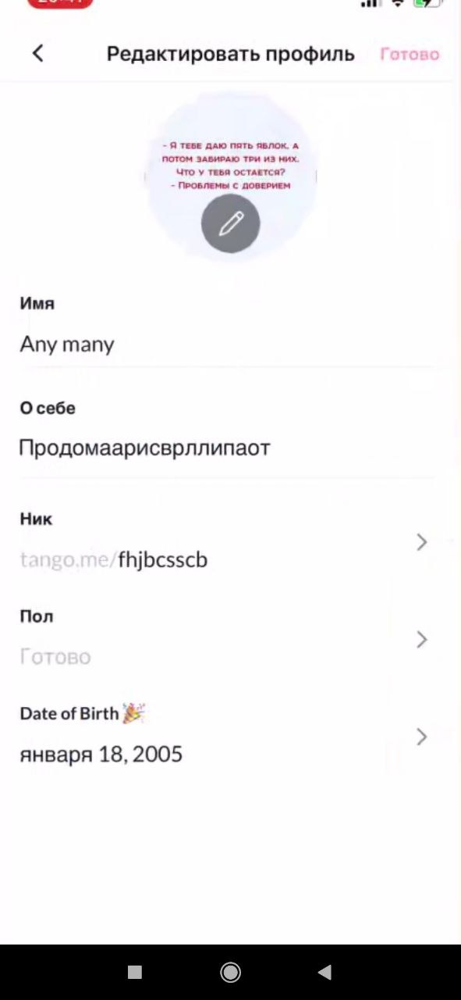 Редактировать профиль
Готово
- Я ТЕБЕ ДАЮ ПЯТЬ ЯБЛОК, А
ПОТОМ ЗАБИРАЮ ТРИ ИЗ НИХ.
ЧТО У ТЕБЯ ОСТАЕТСЯ?
- ПРОБЛЕМЫ С ДОВЕРИЕМ
Имя
Any many
О себе
Продомаарисврллипаот
Ник
tango.me/fhjbcsscb
Пол
Готово
Date of Birth 🎉
января 18, 2005